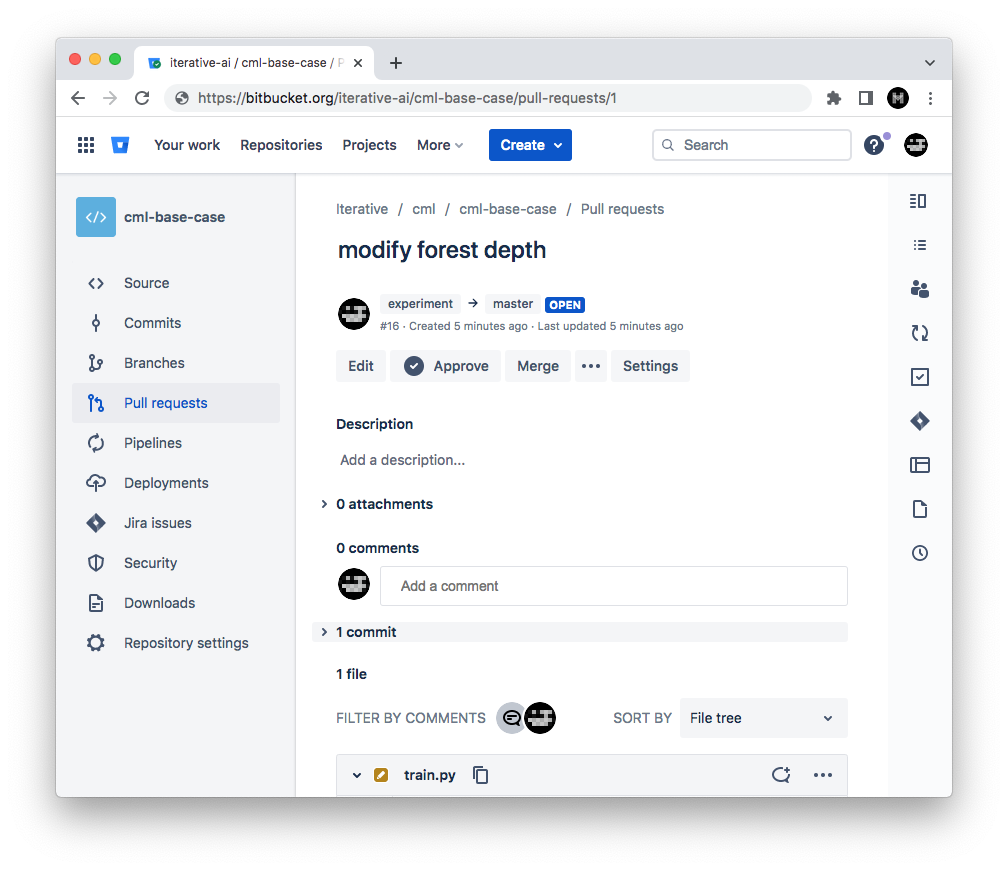 iterative-ai / cml-base-case / P
https://bitbucket.org/iterative-ai/cml-base-case/pull-requests/1
Your work Repositories Projects More Create Search
</> cml-base-case
Source
Commits
Branches
Pull requests
Pipelines
Deployments
Jira issues
Security
Downloads
Repository settings
Iterative / cml / cml-base-case / Pull requests
modify forest depth
experiment → master OPEN
#16 · Created 5 minutes ago · Last updated 5 minutes ago
Edit Approve Merge ••• Settings
Description
Add a description...
0 attachments
0 comments
Add a comment
1 commit
1 file
FILTER BY COMMENTS SORT BY File tree
train.py